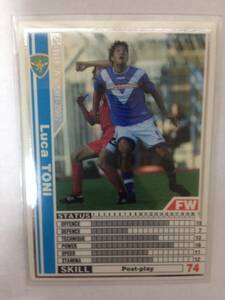 Luca TONI
FW
STATUS
OFFENCE
DEFENCE
TECHNIQUE
POWER
SPEED
STAMINA
SKILL
Post-play
74